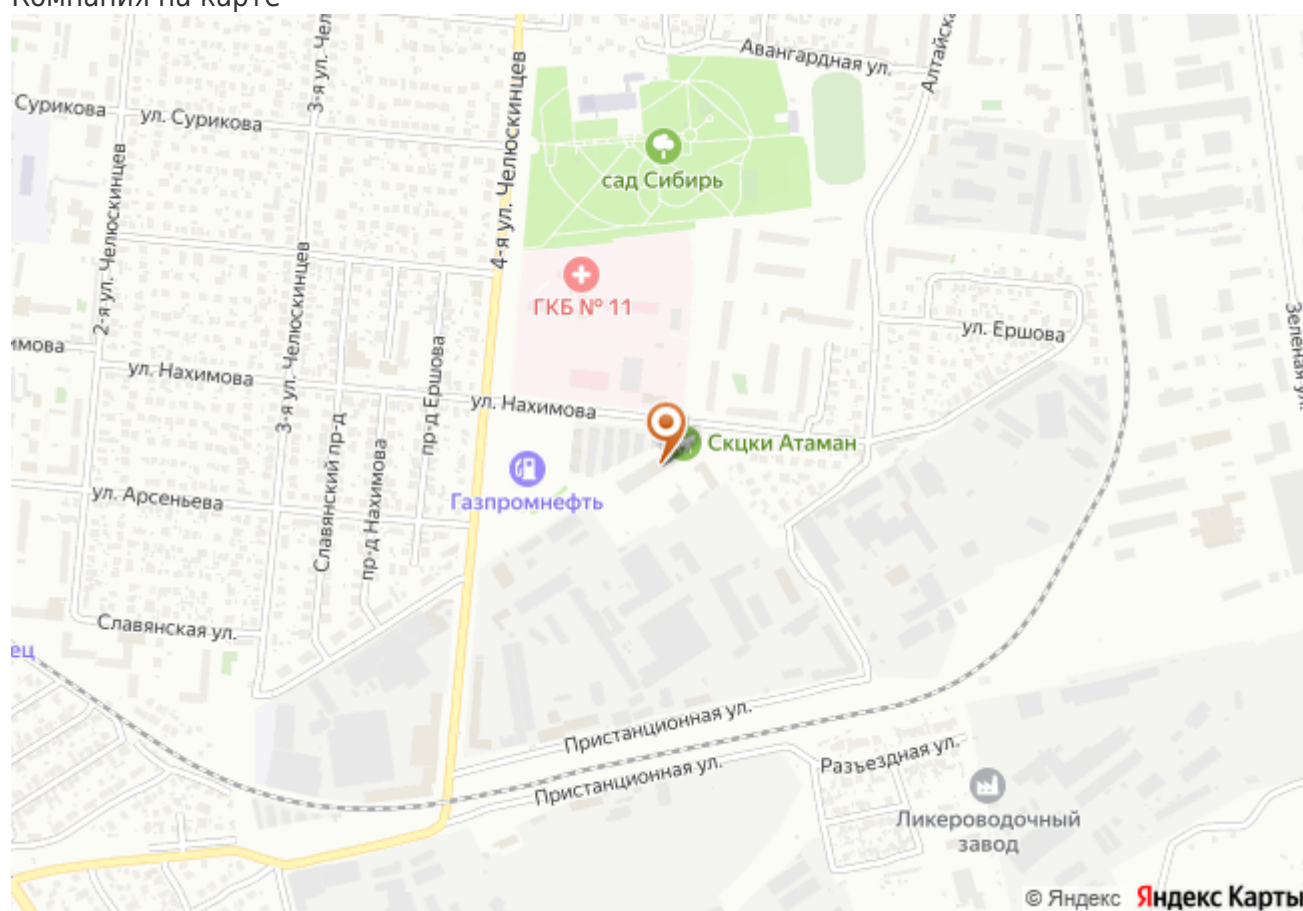 Компания на карте
Авангардная ул.
Алтайска
3-я ул. Чел
Сурикова
ул. Сурикова
4-я ул. Челюскинцев
сад Сибирь
2-я ул. Челюскинцев
3-я ул. Челюскинцев
ГКБ № 11
ул. Ершова
Зеленая ул.
имова
ул. Нахимова
пр-д Ершова
ул. Нахимова
Славянский пр-д
пр-д Нахимова
Скцки Атаман
Газпромнефть
ул. Арсеньева
Славянская ул.
ец
Пристанционная ул.
Пристанционная ул.
Разъездная ул.
Ликероводочный
завод
© Яндекс Яндекс Карты